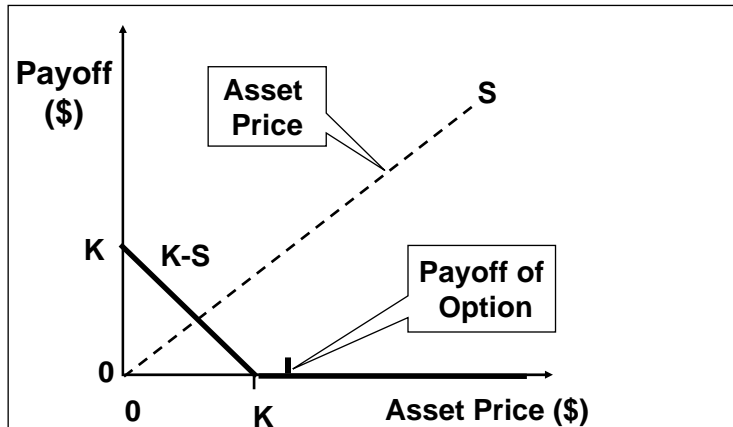 Payoff
($)
Asset
Price
S
K
K-S
Payoff of
Option
0
0
K
Asset Price ($)